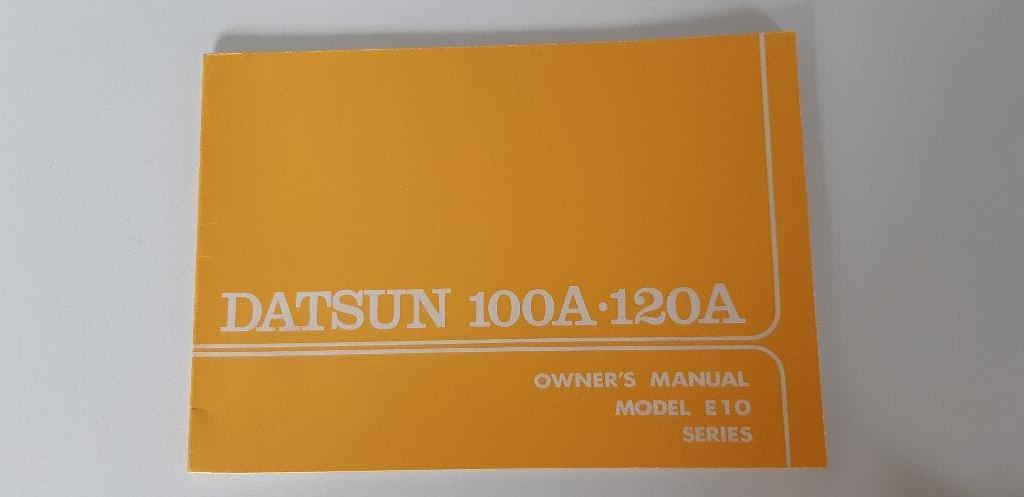 DATSUN 100A·120A
OWNER'S MANUAL
MODEL E10
SERIES